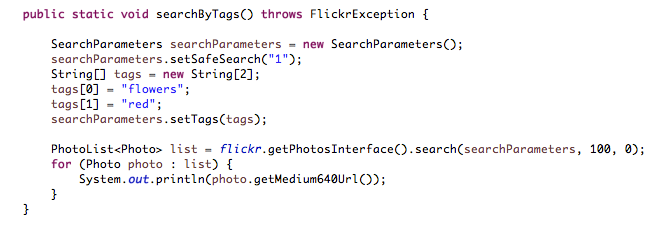 public static void searchByTags() throws FlickrException {
SearchParameters searchParameters = new SearchParameters();
searchParameters.setSafeSearch("1");
String[] tags = new String[2];
tags[0] = "flowers";
tags[1] = "red";
searchParameters.setTags(tags);
PhotoList<Photo> list = flickr.getPhotosInterface().search(searchParameters, 100, 0);
for (Photo photo : list) {
System.out.println(photo.getMedium640Url());
}
}